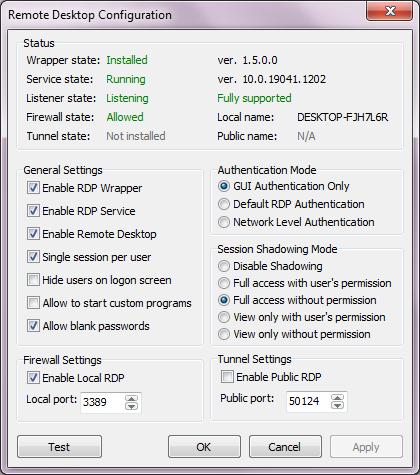 Remote Desktop Configuration
Status
Wrapper state: Installed ver. 1.5.0.0
Service state: Running ver. 10.0.19041.1202
Listener state: Listening Fully supported
Firewall state: Allowed Local name: DESKTOP-FJH7L6R
Tunnel state: Not installed Public name: N/A
General Settings
Enable RDP Wrapper
Enable RDP Service
Enable Remote Desktop
Single session per user
Hide users on logon screen
Allow to start custom programs
Allow blank passwords
Authentication Mode
GUI Authentication Only
Default RDP Authentication
Network Level Authentication
Session Shadowing Mode
Disable Shadowing
Full access with user's permission
Full access without permission
View only with user's permission
View only without permission
Firewall Settings
Enable Local RDP
Local port: 3389
Tunnel Settings
Enable Public RDP
Public port: 50124
Test OK Cancel Apply